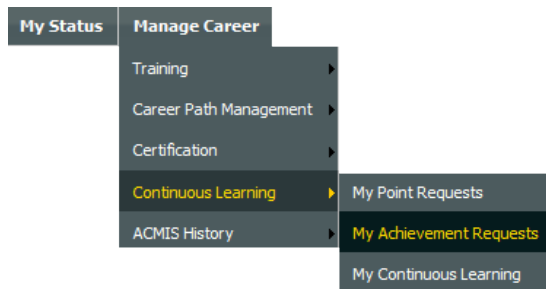 My Status
Manage Career
Training
Career Path Management
Certification
Continuous Learning
ACMIS History
My Point Requests
My Achievement Requests
My Continuous Learning